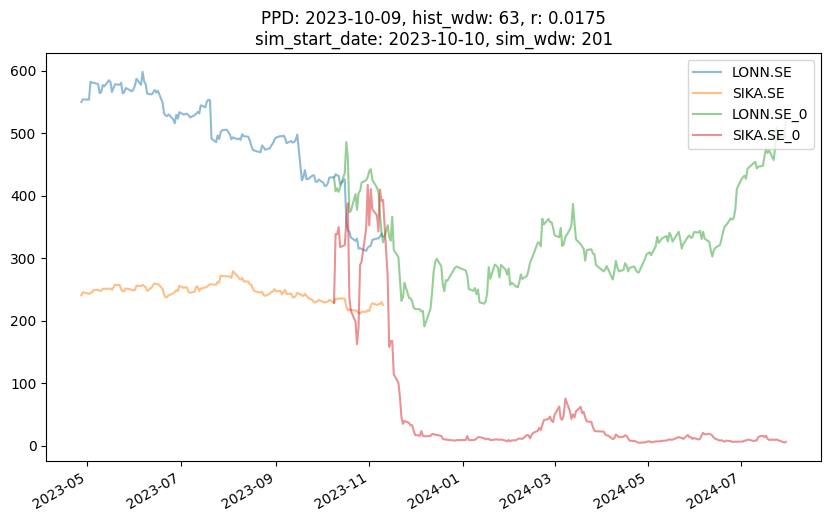 PPD: 2023-10-09, hist_wdw: 63, r: 0.0175
sim_start_date: 2023-10-10, sim_wdw: 201
LONN.SE
SIKA.SE
LONN.SE_0
SIKA.SE_0
600
500
400
300
200
100
0
2023-05
2023-07
2023-09
2023-11
2024-01
2024-03
2024-05
2024-07